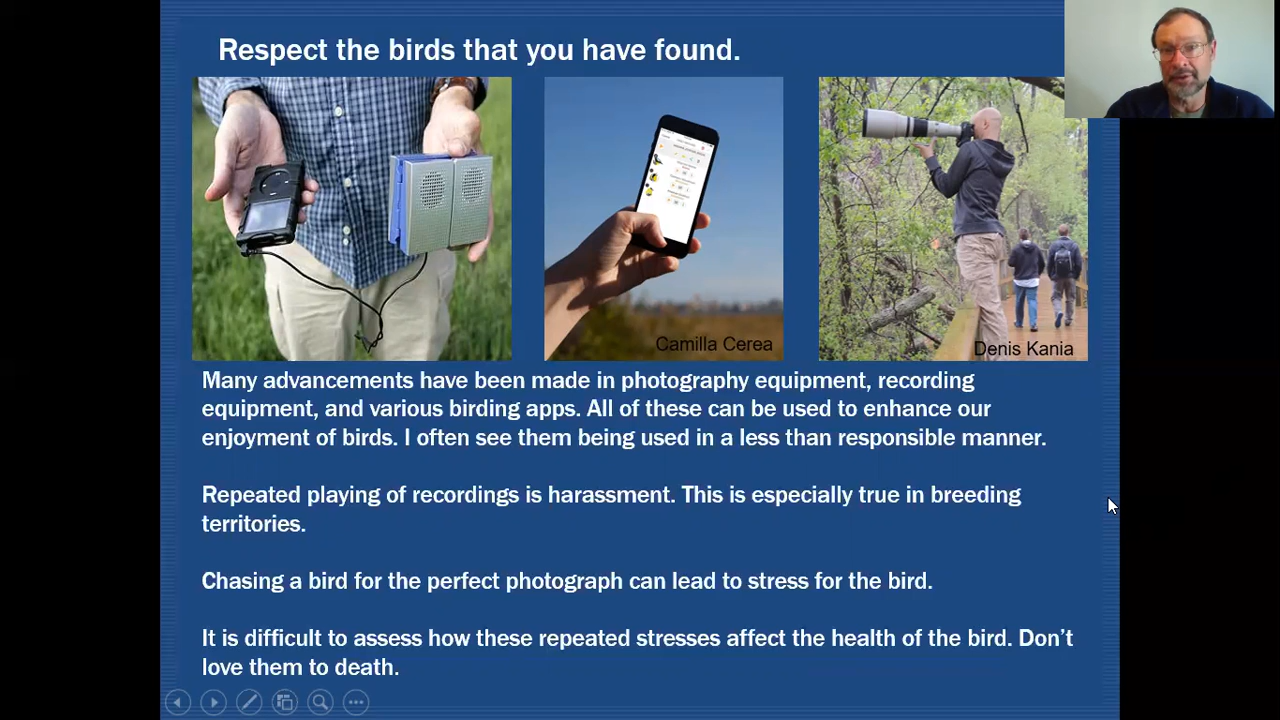 Respect the birds that you have found.
Camilla Cerea
Denis Kania
Many advancements have been made in photography equipment, recording
equipment, and various birding apps. All of these can be used to enhance our
enjoyment of birds. I often see them being used in a less than responsible manner.
Repeated playing of recordings is harassment. This is especially true in breeding
territories.
Chasing a bird for the perfect photograph can lead to stress for the bird.
It is difficult to assess how these repeated stresses affect the health of the bird. Don’t
love them to death.